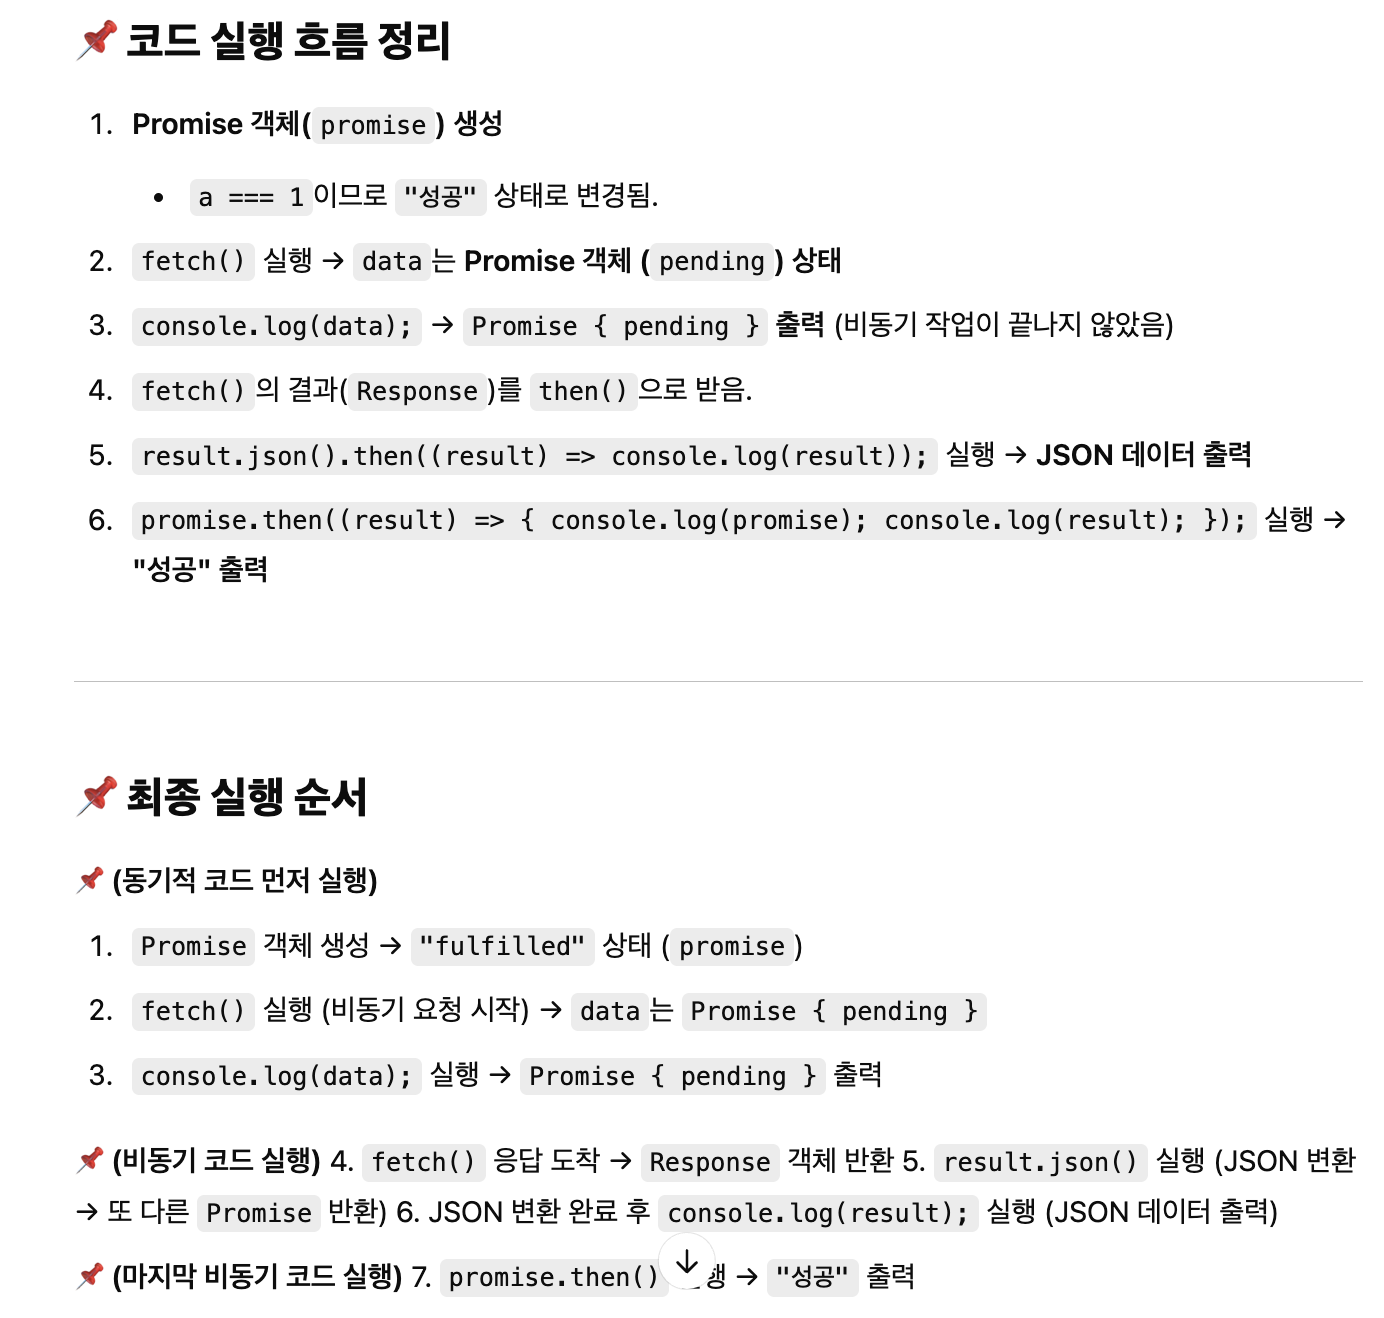 📌 코드 실행 흐름 정리
1. Promise 객체( promise ) 생성
• a === 1 이므로 "성공" 상태로 변경됨.
2. fetch() 실행 → data 는 Promise 객체 ( pending ) 상태
3. console.log(data); → Promise { pending } 출력 (비동기 작업이 끝나지 않았음)
4. fetch() 의 결과( Response )를 then() 으로 받음.
5. result.json().then((result) => console.log(result)); 실행 → JSON 데이터 출력
6. promise.then((result) => { console.log(promise); console.log(result); }); 실행 →
"성공" 출력
📌 최종 실행 순서
📌 (동기적 코드 먼저 실행)
1. Promise 객체 생성 → "fulfilled" 상태 ( promise )
2. fetch() 실행 (비동기 요청 시작) → data 는 Promise { pending }
3. console.log(data); 실행 → Promise { pending } 출력
📌 (비동기 코드 실행) 4. fetch() 응답 도착 → Response 객체 반환 5. result.json() 실행 (JSON 변환
→ 또 다른 Promise 반환) 6. JSON 변환 완료 후 console.log(result); 실행 (JSON 데이터 출력)
📌 (마지막 비동기 코드 실행) 7. promise.then() → "성공" 출력